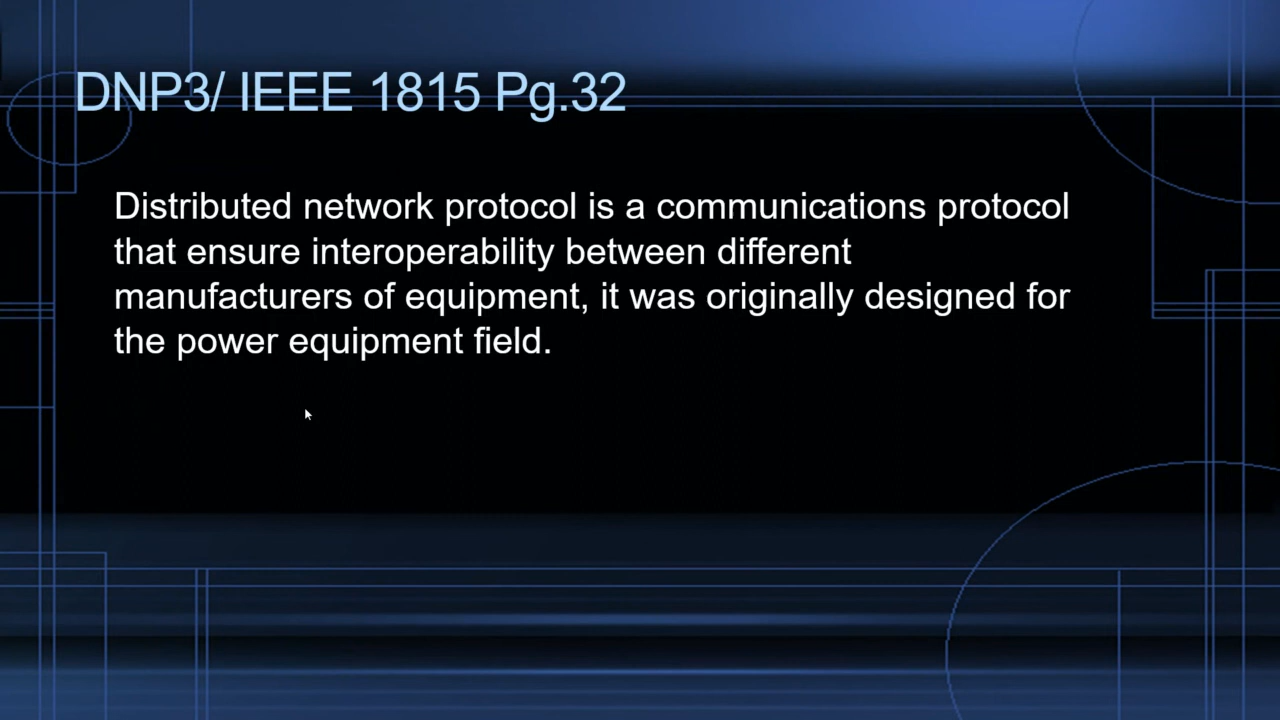 DNP3/ IEEE 1815 Pg.32
Distributed network protocol is a communications protocol
that ensure interoperability between different
manufacturers of equipment, it was originally designed for
the power equipment field.